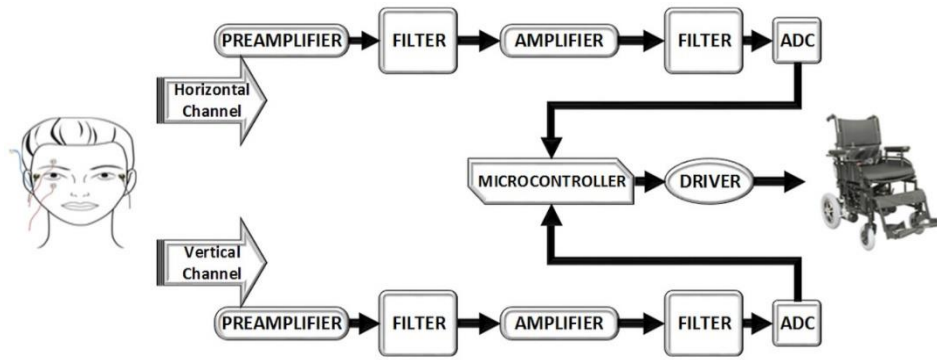 PREAMPLIFIER FILTER AMPLIFIER FILTER ADC
Horizontal
Channel
MICROCONTROLLER DRIVER
Vertical
Channel
PREAMPLIFIER FILTER AMPLIFIER FILTER ADC